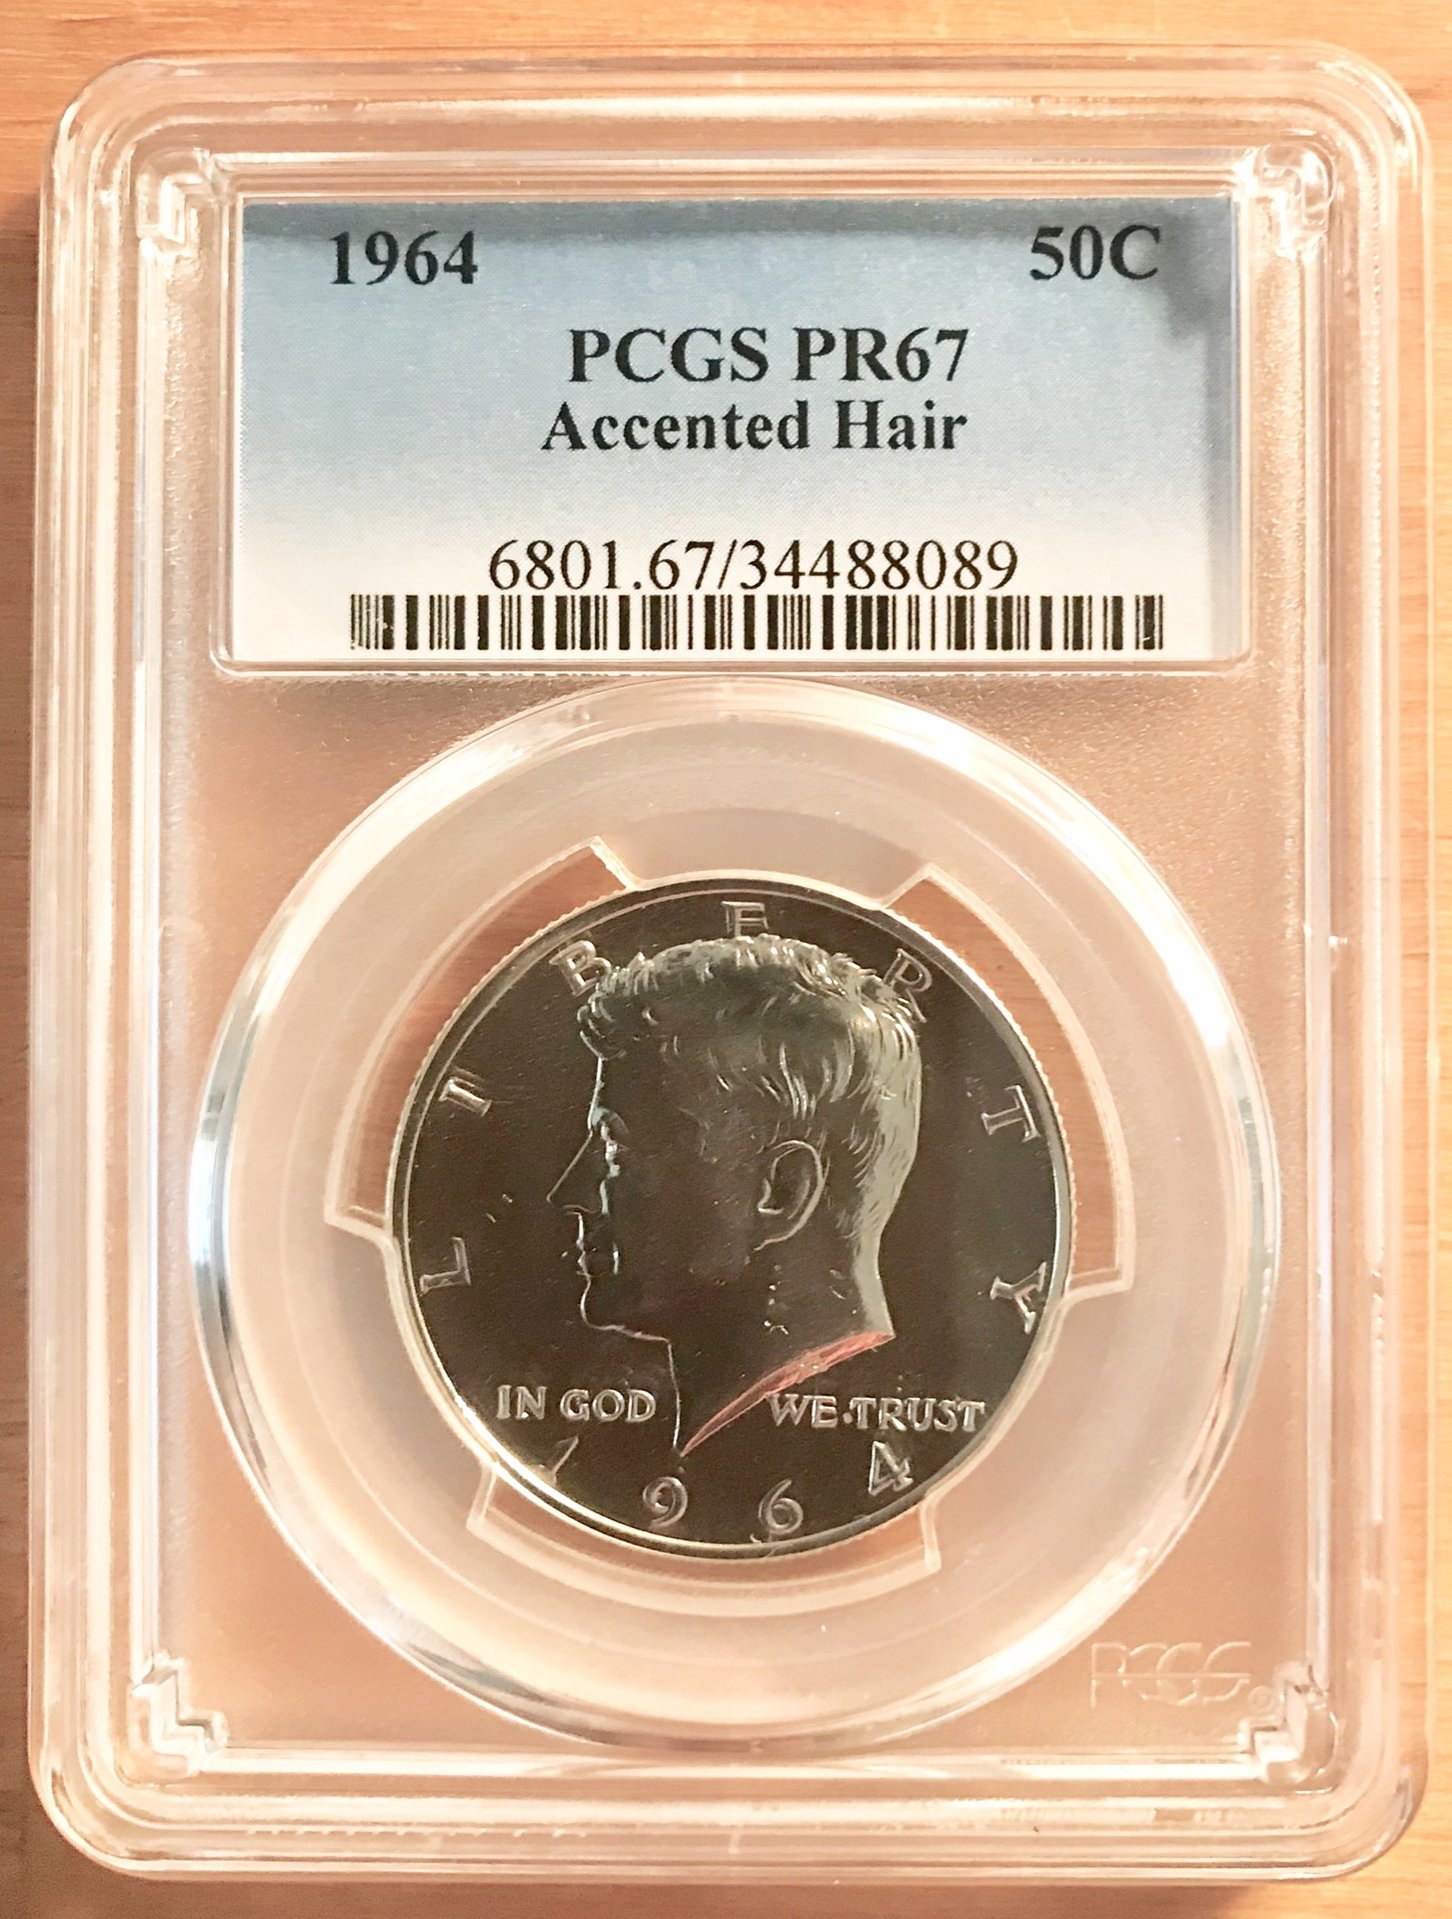 1964 50C
PCGS PR67
Accented Hair
6801.67/34488089
LIBERTY
IN GOD WE TRUST
1964
PCGS